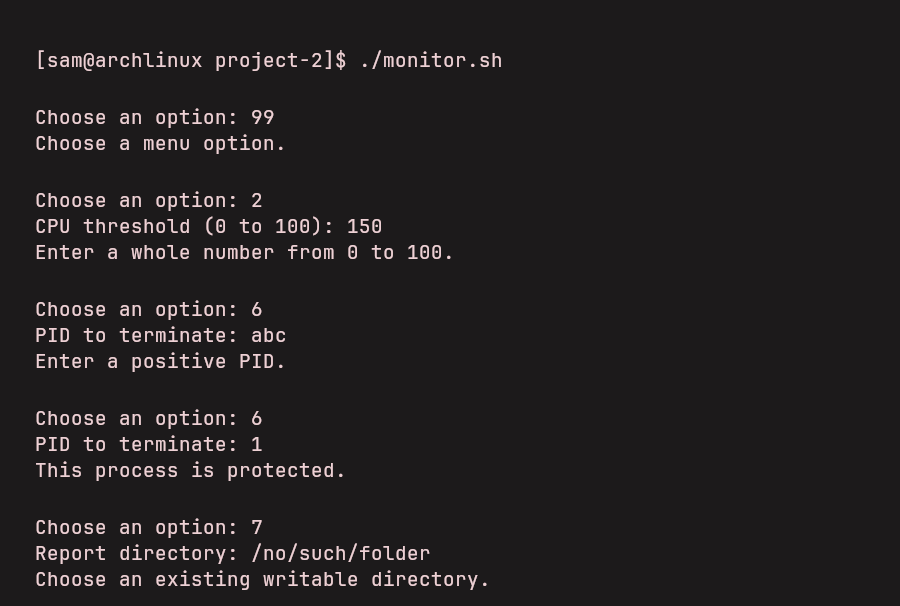 [sam@archlinux project-2]$ ./monitor.sh
Choose an option: 99
Choose a menu option.
Choose an option: 2
CPU threshold (0 to 100): 150
Enter a whole number from 0 to 100.
Choose an option: 6
PID to terminate: abc
Enter a positive PID.
Choose an option: 6
PID to terminate: 1
This process is protected.
Choose an option: 7
Report directory: /no/such/folder
Choose an existing writable directory.